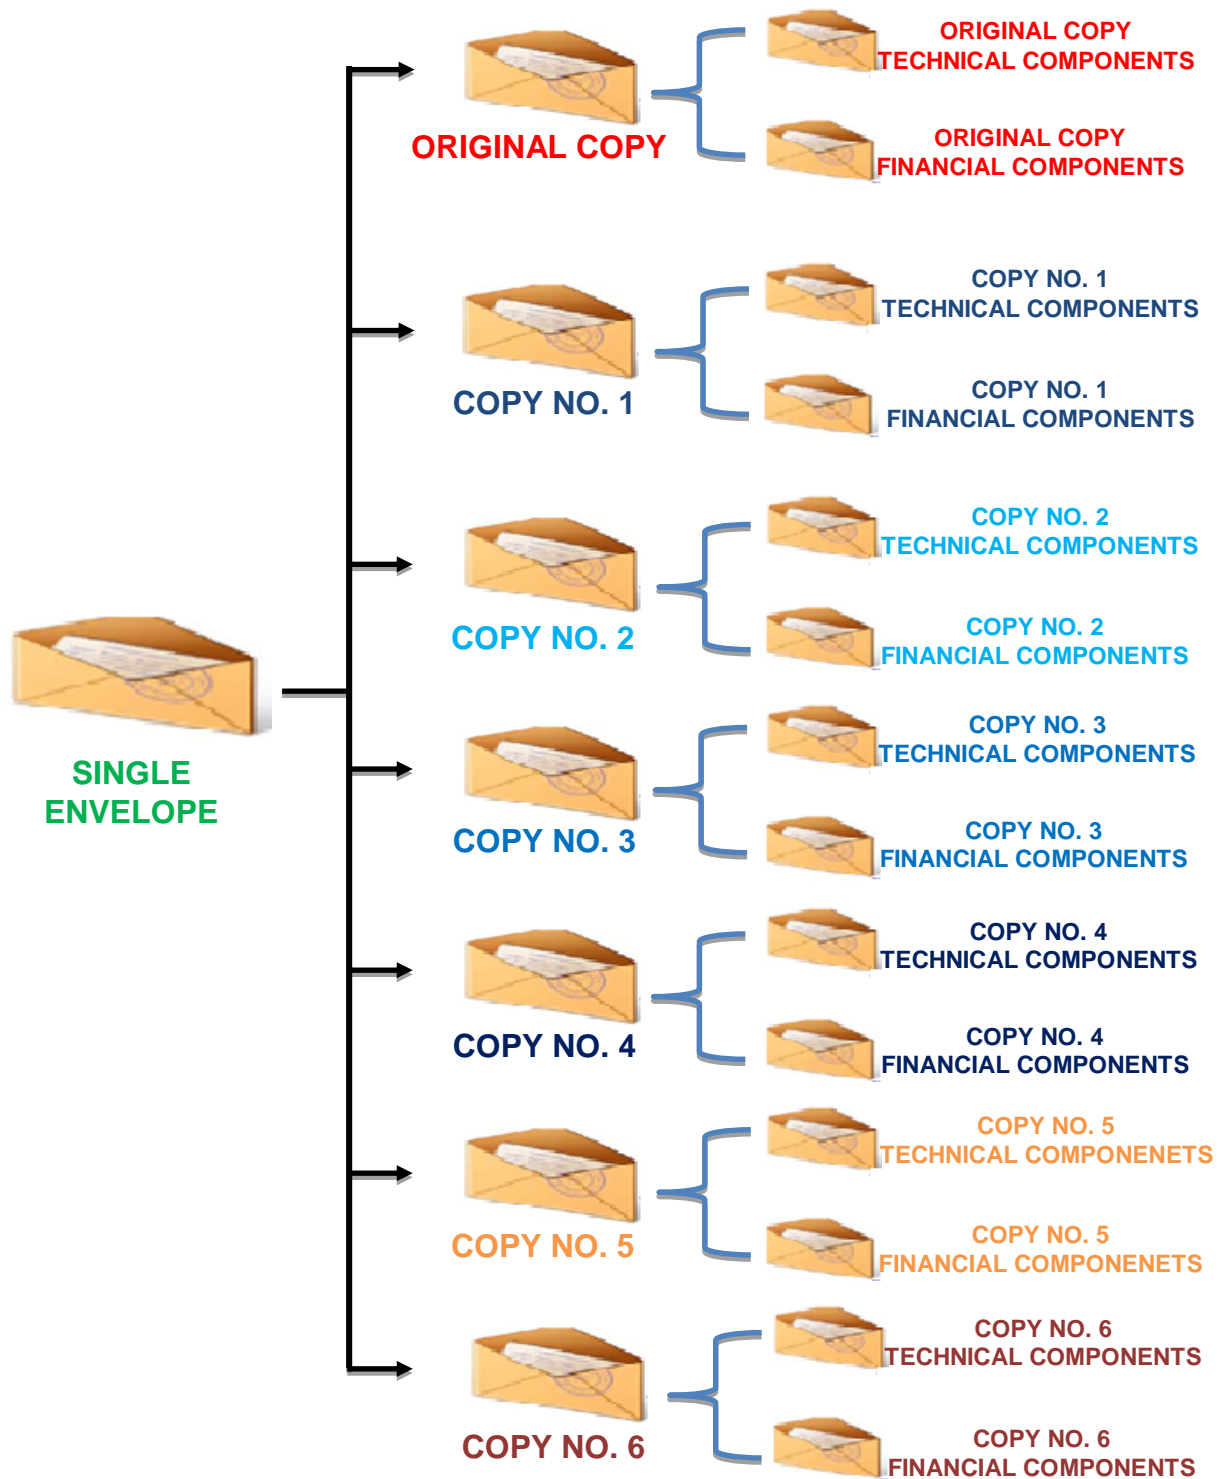 ORIGINAL COPY
TECHNICAL COMPONENTS
ORIGINAL COPY
ORIGINAL COPY
FINANCIAL COMPONENTS
COPY NO. 1
TECHNICAL COMPONENTS
COPY NO. 1
COPY NO. 1
FINANCIAL COMPONENTS
COPY NO. 2
TECHNICAL COMPONENTS
COPY NO. 2
COPY NO. 2
FINANCIAL COMPONENTS
SINGLE
ENVELOPE
COPY NO. 3
TECHNICAL COMPONENTS
COPY NO. 3
COPY NO. 3
FINANCIAL COMPONENTS
COPY NO. 4
TECHNICAL COMPONENTS
COPY NO. 4
COPY NO. 4
FINANCIAL COMPONENTS
COPY NO. 5
TECHNICAL COMPONENETS
COPY NO. 5
COPY NO. 5
FINANCIAL COMPONENETS
COPY NO. 6
TECHNICAL COMPONENTS
COPY NO. 6
COPY NO. 6
FINANCIAL COMPONENTS